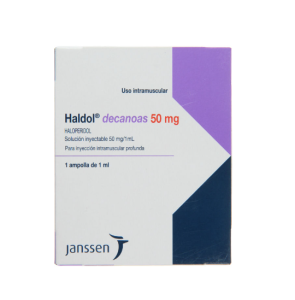 Uso intramuscular
Haldol® decanoas 50 mg
HALOPERIDOL
Solución inyectable 50 mg/1mL
Para inyección intramuscular profunda
1 ampolla de 1 ml
janssen